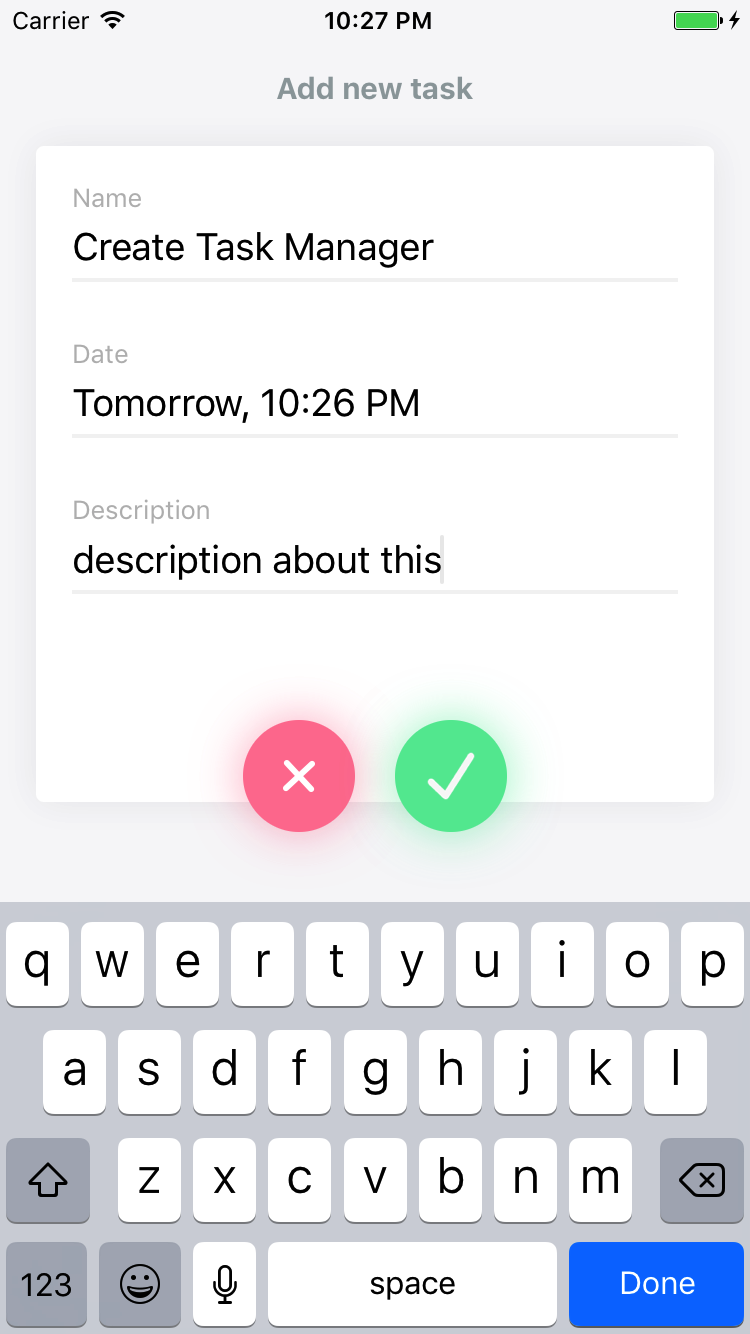 Carrier 10:27 PM
Add new task
Name
Create Task Manager
Date
Tomorrow, 10:26 PM
Description
description about this
q w e r t y u i o p
a s d f g h j k l
z x c v b n m
123 space Done